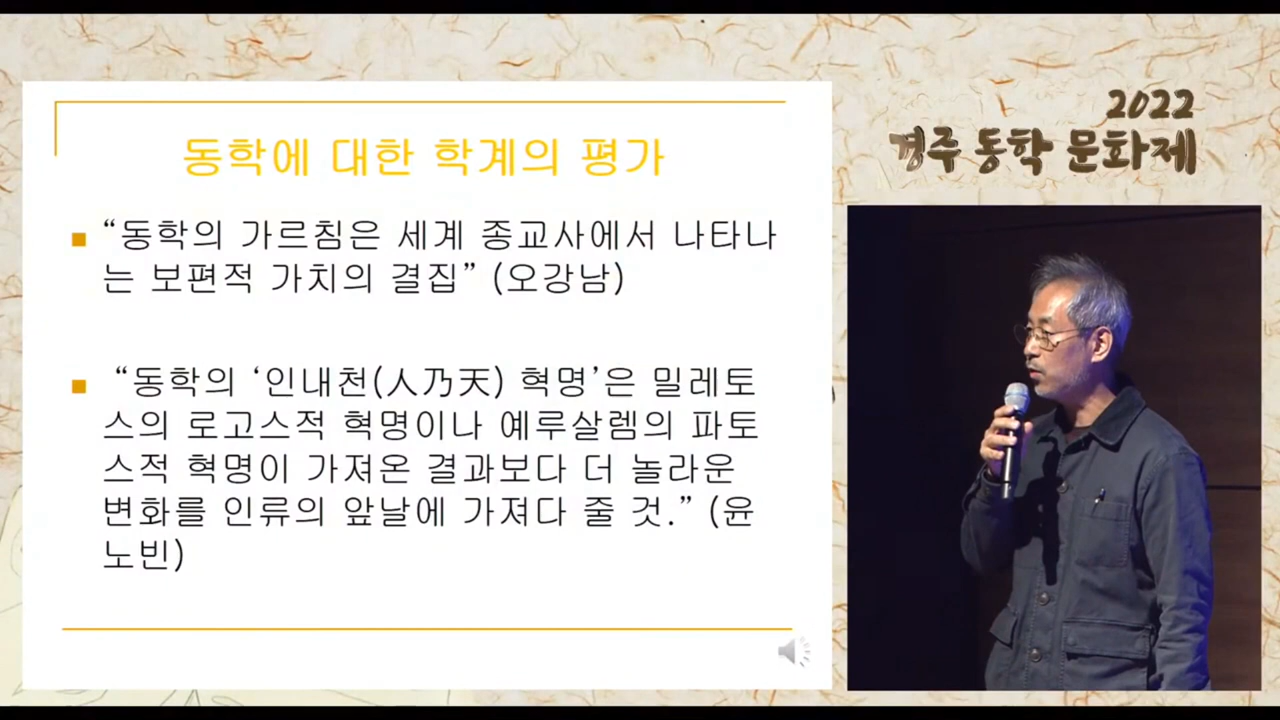 2022
경주 동학 문화제
동학에 대한 학계의 평가
“동학의 가르침은 세계 종교사에서 나타나
는 보편적 가치의 결집” (오강남)
“동학의 ‘인내천(人乃天) 혁명’은 밀레토
스의 로고스적 혁명이나 예루살렘의 파토
스적 혁명이 가져온 결과보다 더 놀라운
변화를 인류의 앞날에 가져다 줄 것.” (윤
노빈)